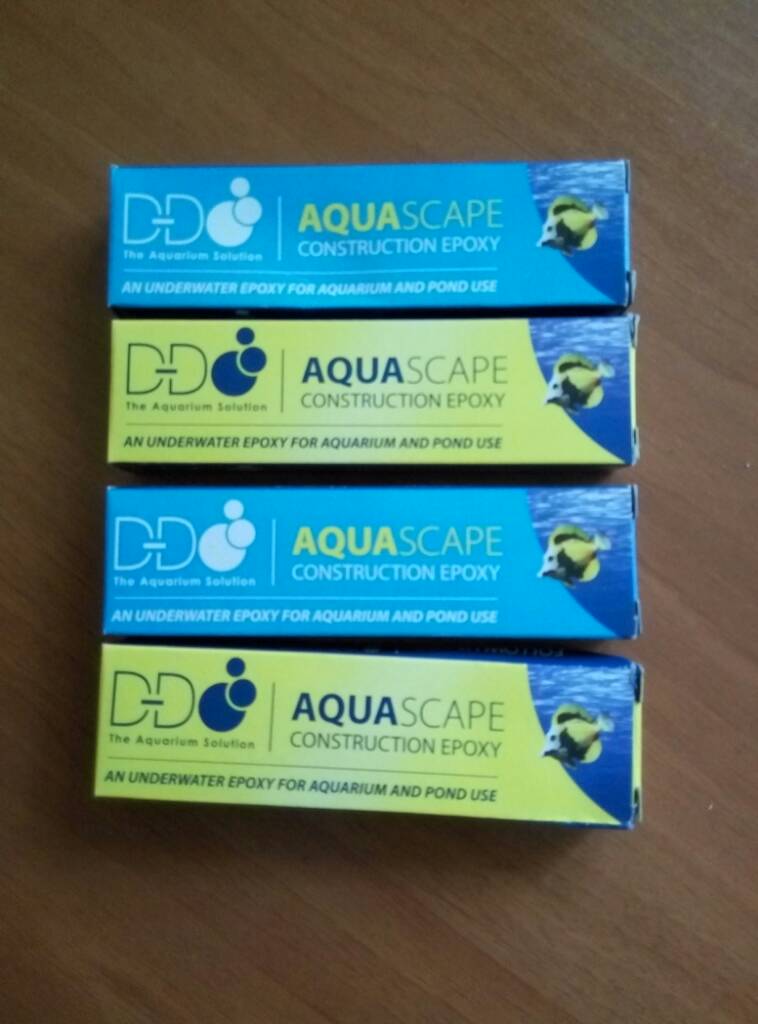 D-D
The Aquarium Solution
AQUASCAPE
CONSTRUCTION EPOXY
AN UNDERWATER EPOXY FOR AQUARIUM AND POND USE
D-D
The Aquarium Solution
AQUASCAPE
CONSTRUCTION EPOXY
AN UNDERWATER EPOXY FOR AQUARIUM AND POND USE
D-D
The Aquarium Solution
AQUASCAPE
CONSTRUCTION EPOXY
AN UNDERWATER EPOXY FOR AQUARIUM AND POND USE
D-D
The Aquarium Solution
AQUASCAPE
CONSTRUCTION EPOXY
AN UNDERWATER EPOXY FOR AQUARIUM AND POND USE